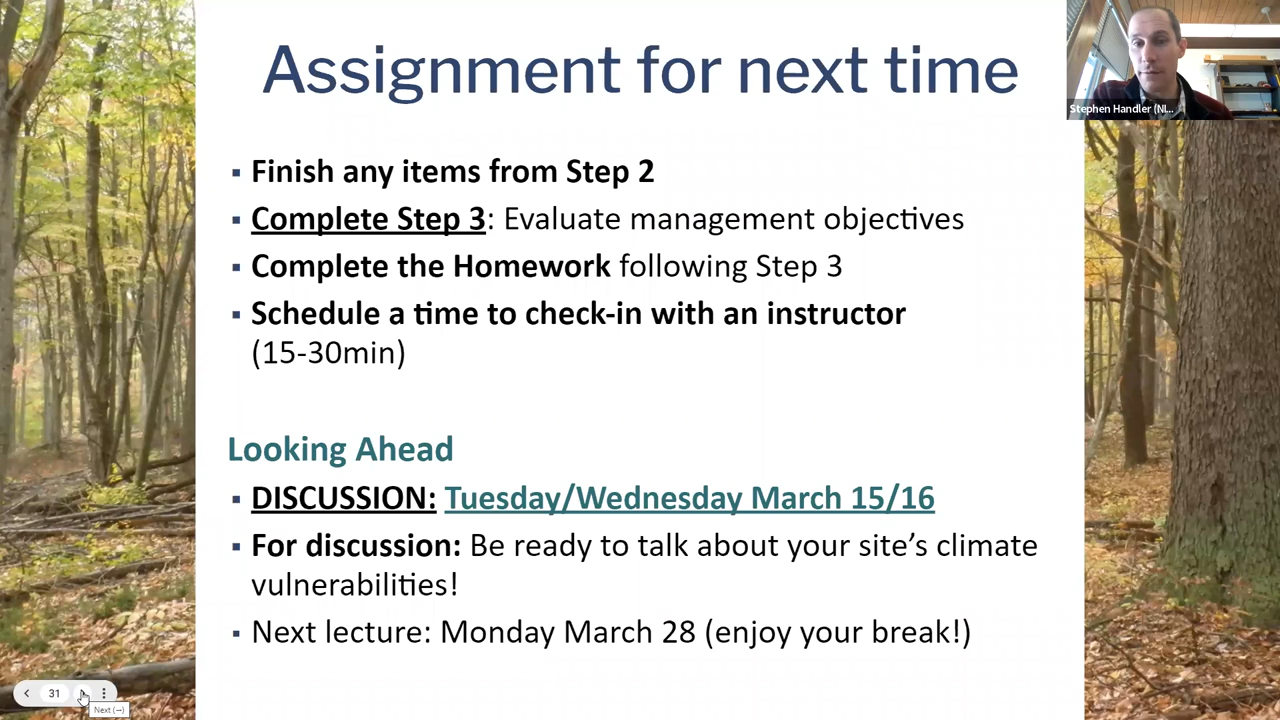 Assignment for next time
Stephen Handler (NI...
▪ Finish any items from Step 2
▪ Complete Step 3: Evaluate management objectives
▪ Complete the Homework following Step 3
▪ Schedule a time to check-in with an instructor
(15-30min)
Looking Ahead
▪ DISCUSSION: Tuesday/Wednesday March 15/16
▪ For discussion: Be ready to talk about your site’s climate
vulnerabilities!
▪ Next lecture: Monday March 28 (enjoy your break!)
31
Next (→)